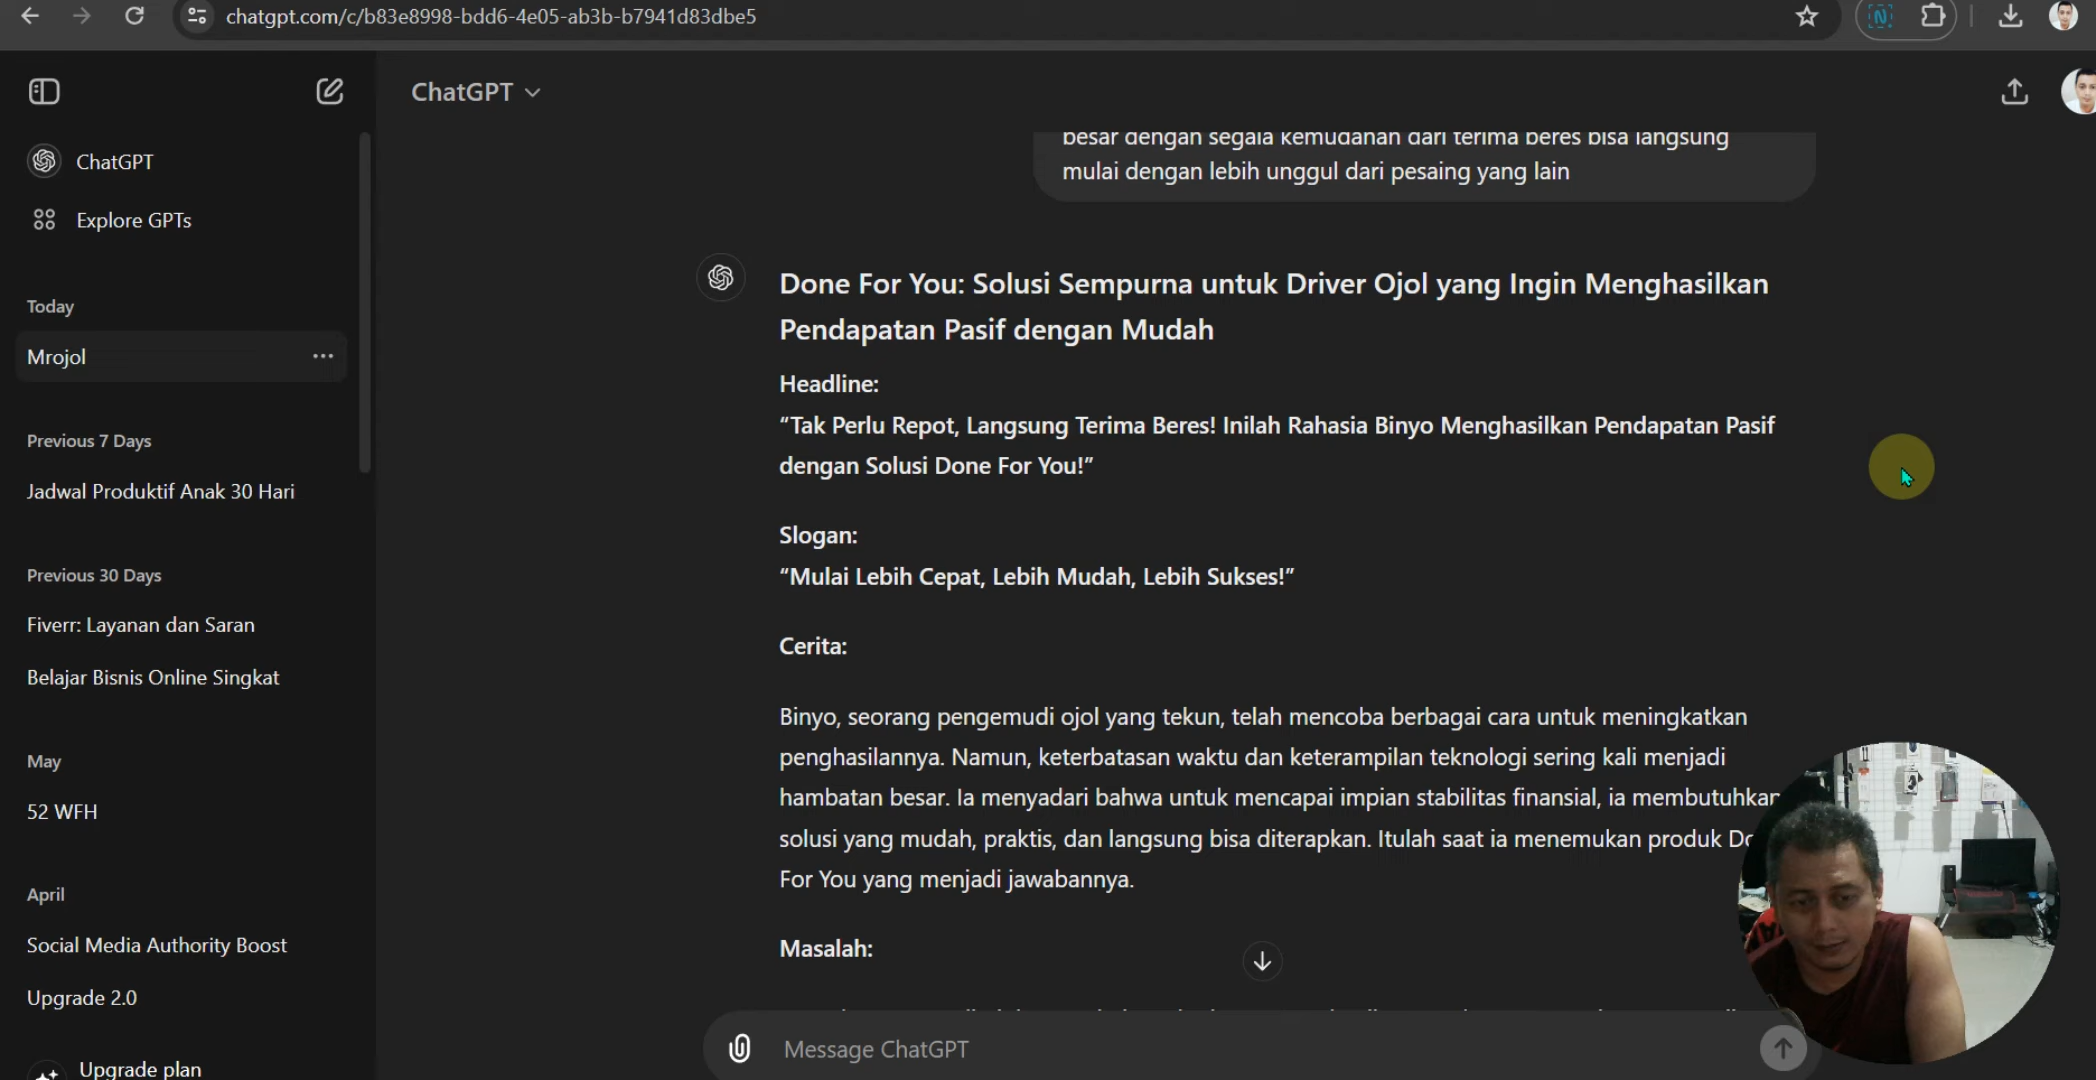 chatgpt.com/c/b83e8998-bdd6-4e05-ab3b-b7941d83dbe5
ChatGPT
ChatGPT
Explore GPTs
Today
Mrojol
Previous 7 Days
Jadwal Produktif Anak 30 Hari
Previous 30 Days
Fiverr: Layanan dan Saran
Belajar Bisnis Online Singkat
May
52 WFH
April
Social Media Authority Boost
Upgrade 2.0
Upgrade plan
besar dengan segala kemudahan dari terima beres bisa langsung
mulai dengan lebih unggul dari pesaing yang lain
Done For You: Solusi Sempurna untuk Driver Ojol yang Ingin Menghasilkan
Pendapatan Pasif dengan Mudah
Headline:
“Tak Perlu Repot, Langsung Terima Beres! Inilah Rahasia Binyo Menghasilkan Pendapatan Pasif
dengan Solusi Done For You!”
Slogan:
“Mulai Lebih Cepat, Lebih Mudah, Lebih Sukses!”
Cerita:
Binyo, seorang pengemudi ojol yang tekun, telah mencoba berbagai cara untuk meningkatkan
penghasilannya. Namun, keterbatasan waktu dan keterampilan teknologi sering kali menjadi
hambatan besar. Ia menyadari bahwa untuk mencapai impian stabilitas finansial, ia membutuhkan
solusi yang mudah, praktis, dan langsung bisa diterapkan. Itulah saat ia menemukan produk
For You yang menjadi jawabannya.
Masalah:
Message ChatGPT